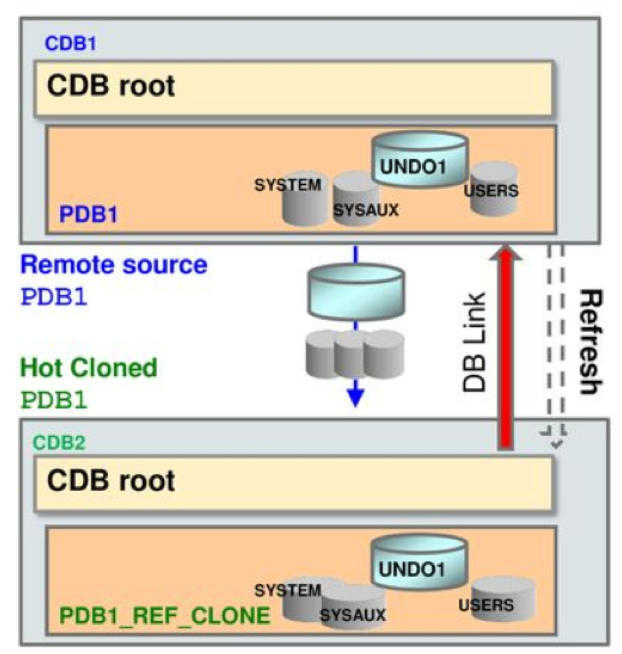 CDB1
CDB root
UNDO1
SYSTEM
USERS
SYSAUX
PDB1
Remote source
PDB1
DB Link
Refresh
Hot Cloned
PDB1
CDB2
CDB root
UNDO1
SYSTEM
USERS
SYSAUX
PDB1_REF_CLONE